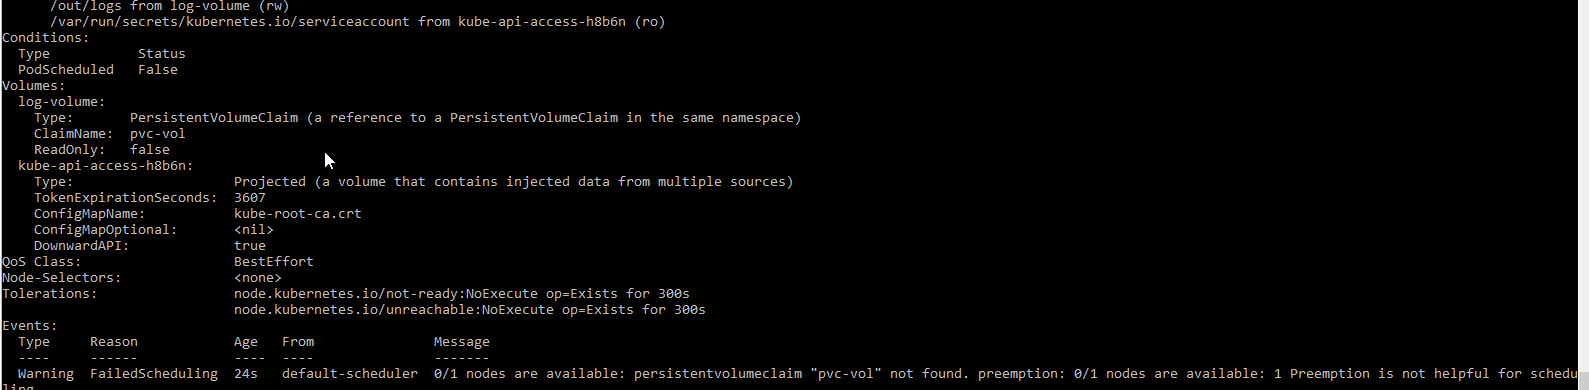 /out/logs from log-volume (rw)
/var/run/secrets/kubernetes.io/serviceaccount from kube-api-access-h8b6n (ro)
Conditions:
Type Status
PodScheduled False
Volumes:
log-volume:
Type: PersistentVolumeClaim (a reference to a PersistentVolumeClaim in the same namespace)
ClaimName: pvc-vol
ReadOnly: false
kube-api-access-h8b6n:
Type: Projected (a volume that contains injected data from multiple sources)
TokenExpirationSeconds: 3607
ConfigMapName: kube-root-ca.crt
ConfigMapOptional: <nil>
DownwardAPI: true
QoS Class: BestEffort
Node-Selectors: <none>
Tolerations: node.kubernetes.io/not-ready:NoExecute op=Exists for 300s
node.kubernetes.io/unreachable:NoExecute op=Exists for 300s
Events:
Type Reason Age From Message
---- ------ ---- ---- -------
Warning FailedScheduling 24s default-scheduler 0/1 nodes are available: persistentvolumeclaim "pvc-vol" not found. preemption: 0/1 nodes are available: 1 Preemption is not helpful for schedu
ling.